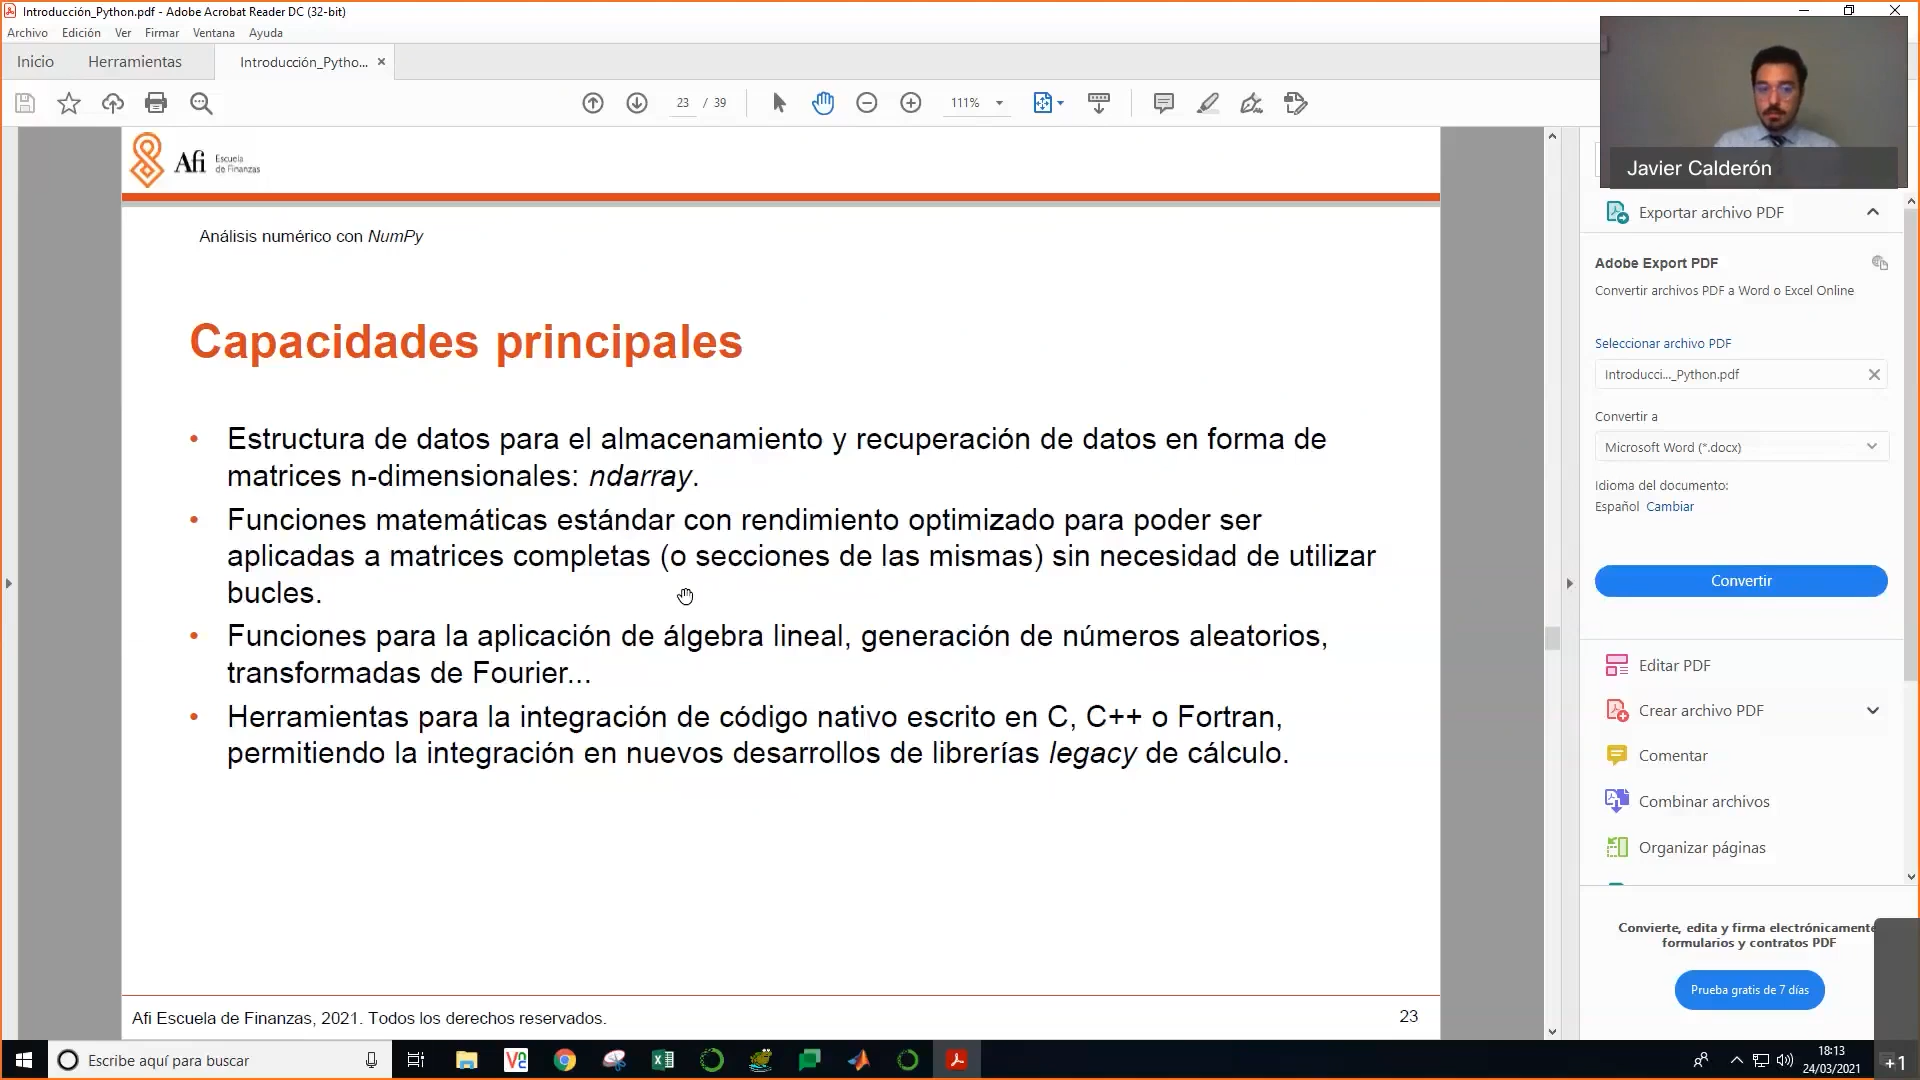 Introducción_Python.pdf - Adobe Acrobat Reader DC (32-bit)
Archivo Edición Ver Firmar Ventana Ayuda
Inicio Herramientas Introducción_Pytho... ×
23 / 39 111%
Javier Calderón
Afi Escuela de Finanzas
Análisis numérico con NumPy
Capacidades principales
• Estructura de datos para el almacenamiento y recuperación de datos en forma de
matrices n-dimensionales: ndarray.
• Funciones matemáticas estándar con rendimiento optimizado para poder ser
aplicadas a matrices completas (o secciones de las mismas) sin necesidad de utilizar
bucles.
• Funciones para la aplicación de álgebra lineal, generación de números aleatorios,
transformadas de Fourier...
• Herramientas para la integración de código nativo escrito en C, C++ o Fortran,
permitiendo la integración en nuevos desarrollos de librerías legacy de cálculo.
Afi Escuela de Finanzas, 2021. Todos los derechos reservados.
23
Exportar archivo PDF
Adobe Export PDF
Convertir archivos PDF a Word o Excel Online
Seleccionar archivo PDF
Introducci..._Python.pdf
Convertir a
Microsoft Word (*.docx)
Idioma del documento:
Español Cambiar
Convertir
Editar PDF
Crear archivo PDF
Comentar
Combinar archivos
Organizar páginas
Convierte, edita y firma electrónicamente
formularios y contratos PDF
Prueba gratis de 7 días
Escribe aquí para buscar
18:13
24/03/2021
+1